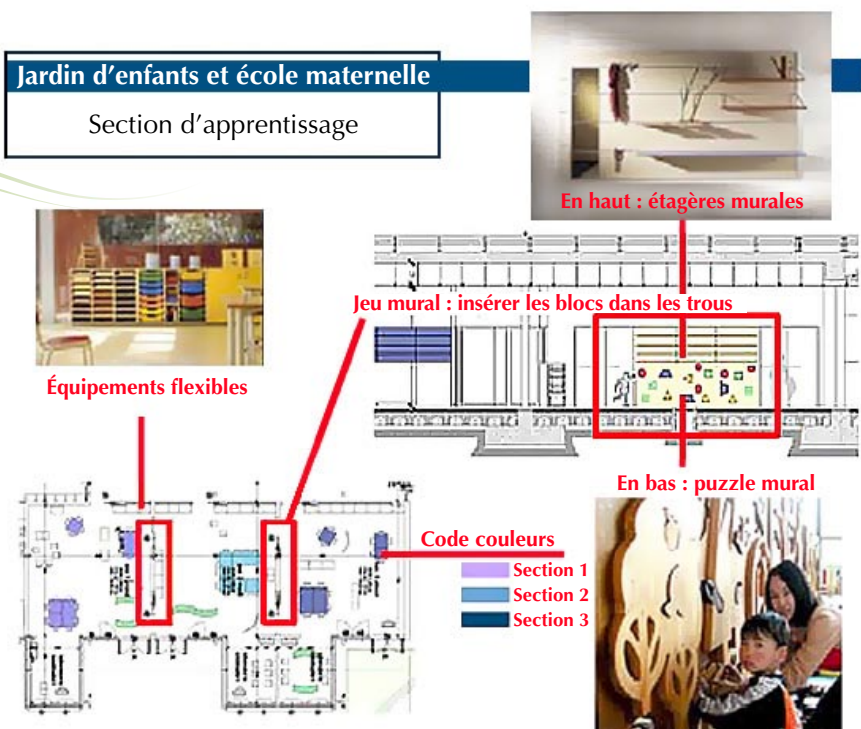 Jardin d’enfants et école maternelle
Section d’apprentissage
En haut : étagères murales
Jeu mural : insérer les blocs dans les trous
Équipements flexibles
En bas : puzzle mural
Code couleurs
Section 1
Section 2
Section 3